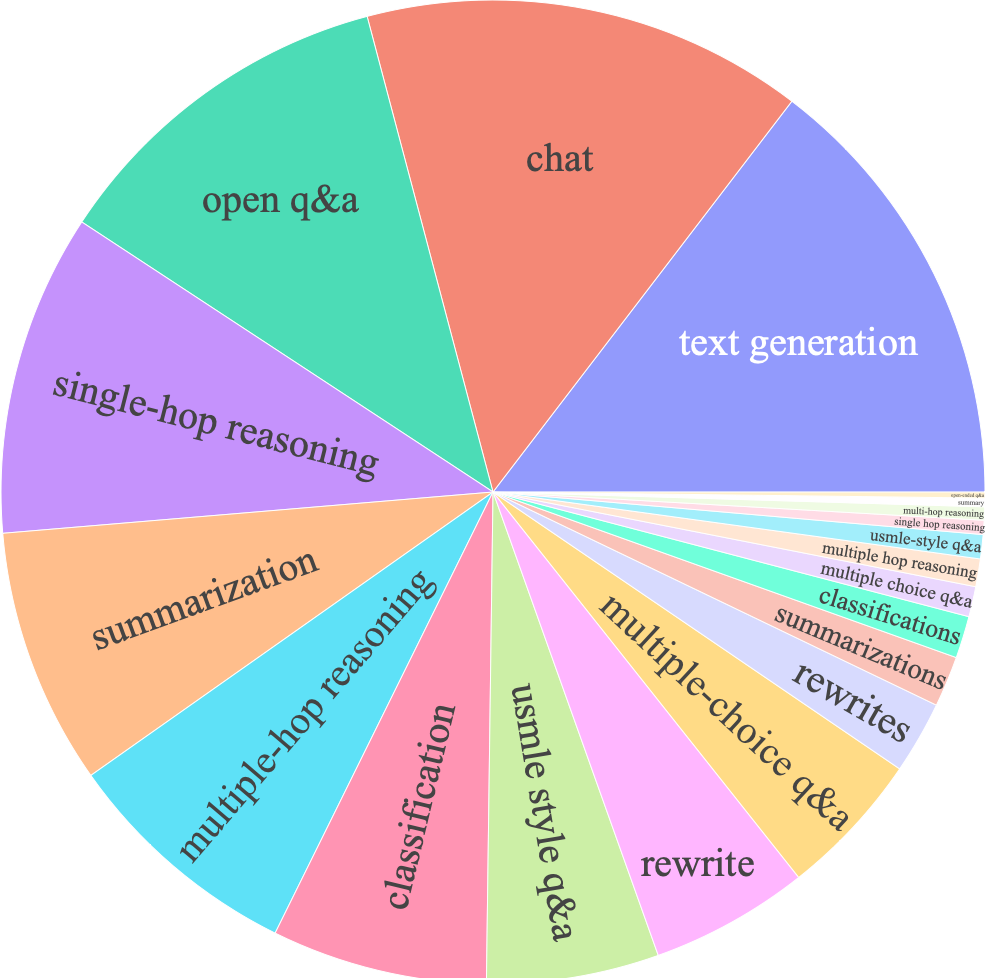 chat
open q&a
text generation
single-hop reasoning
open-ended q&a
summary
multi-hop reasoning
single hop reasoning
usmle-style q&a
multiple hop reasoning
multiple choice q&a
classifications
summarizations
rewrites
summarization
multiple-hop reasoning
multiple-choice q&a
classification
usmle style q&a
rewrite